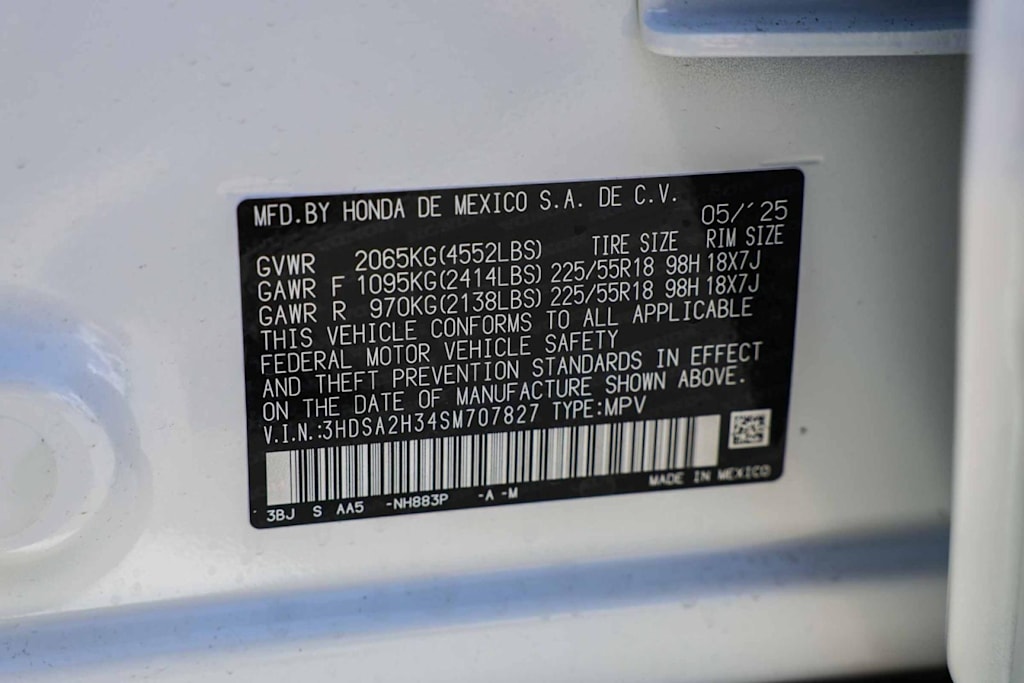 MFD.BY HONDA DE MEXICO S.A. DE C.V. 05/'25
GVWR 2065KG(4552LBS) TIRE SIZE RIM SIZE
GAWR F 1095KG(2414LBS) 225/55R18 98H 18X7J
GAWR R 970KG(2138LBS) 225/55R18 98H 18X7J
THIS VEHICLE CONFORMS TO ALL APPLICABLE
FEDERAL MOTOR VEHICLE SAFETY
AND THEFT PREVENTION STANDARDS IN EFFECT
ON THE DATE OF MANUFACTURE SHOWN ABOVE.
V.I.N.:3HDSA2H34SM707827 TYPE:MPV
3BJ S AA5 -NH883P -A -M MADE IN MEXICO